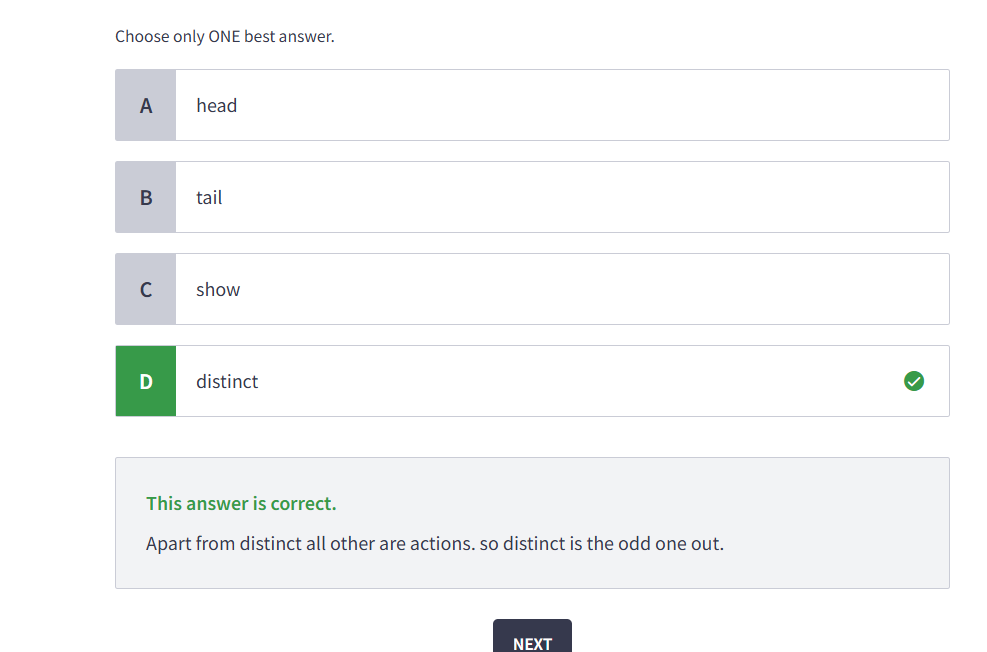 Choose only ONE best answer.
A head
B tail
C show
D distinct
This answer is correct.
Apart from distinct all other are actions. so distinct is the odd one out.
NEXT